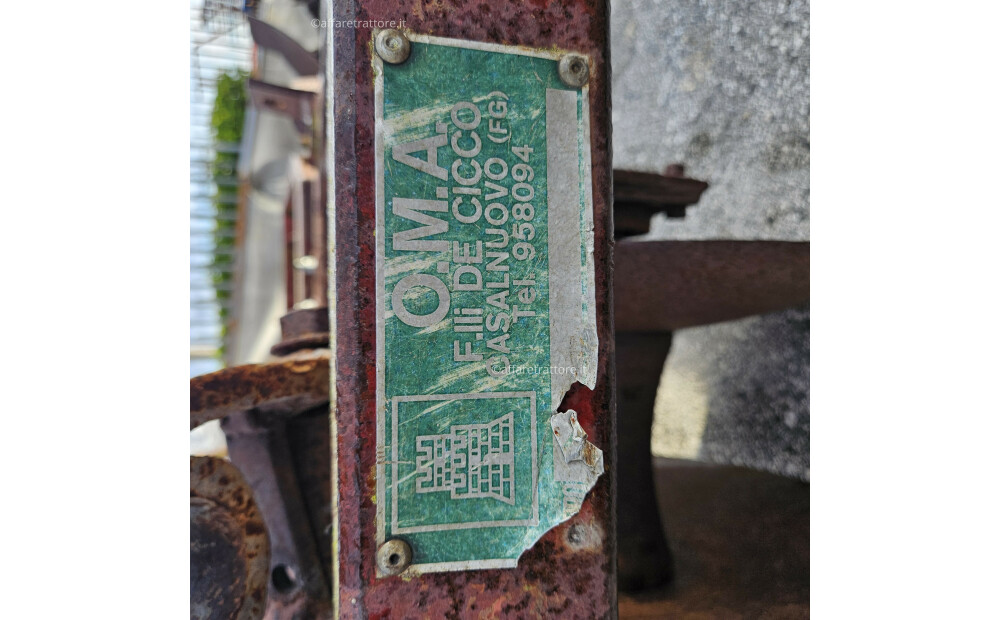 ©affaretrattore.it
O.M.A.
F.lli DE CICCO
CASALNUOVO (FG)
Tel. 958094
©affaretrattore.it